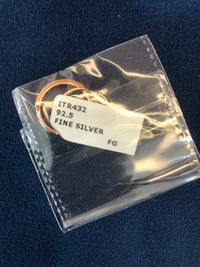 ITR432
92.5
FINE SILVER
FG